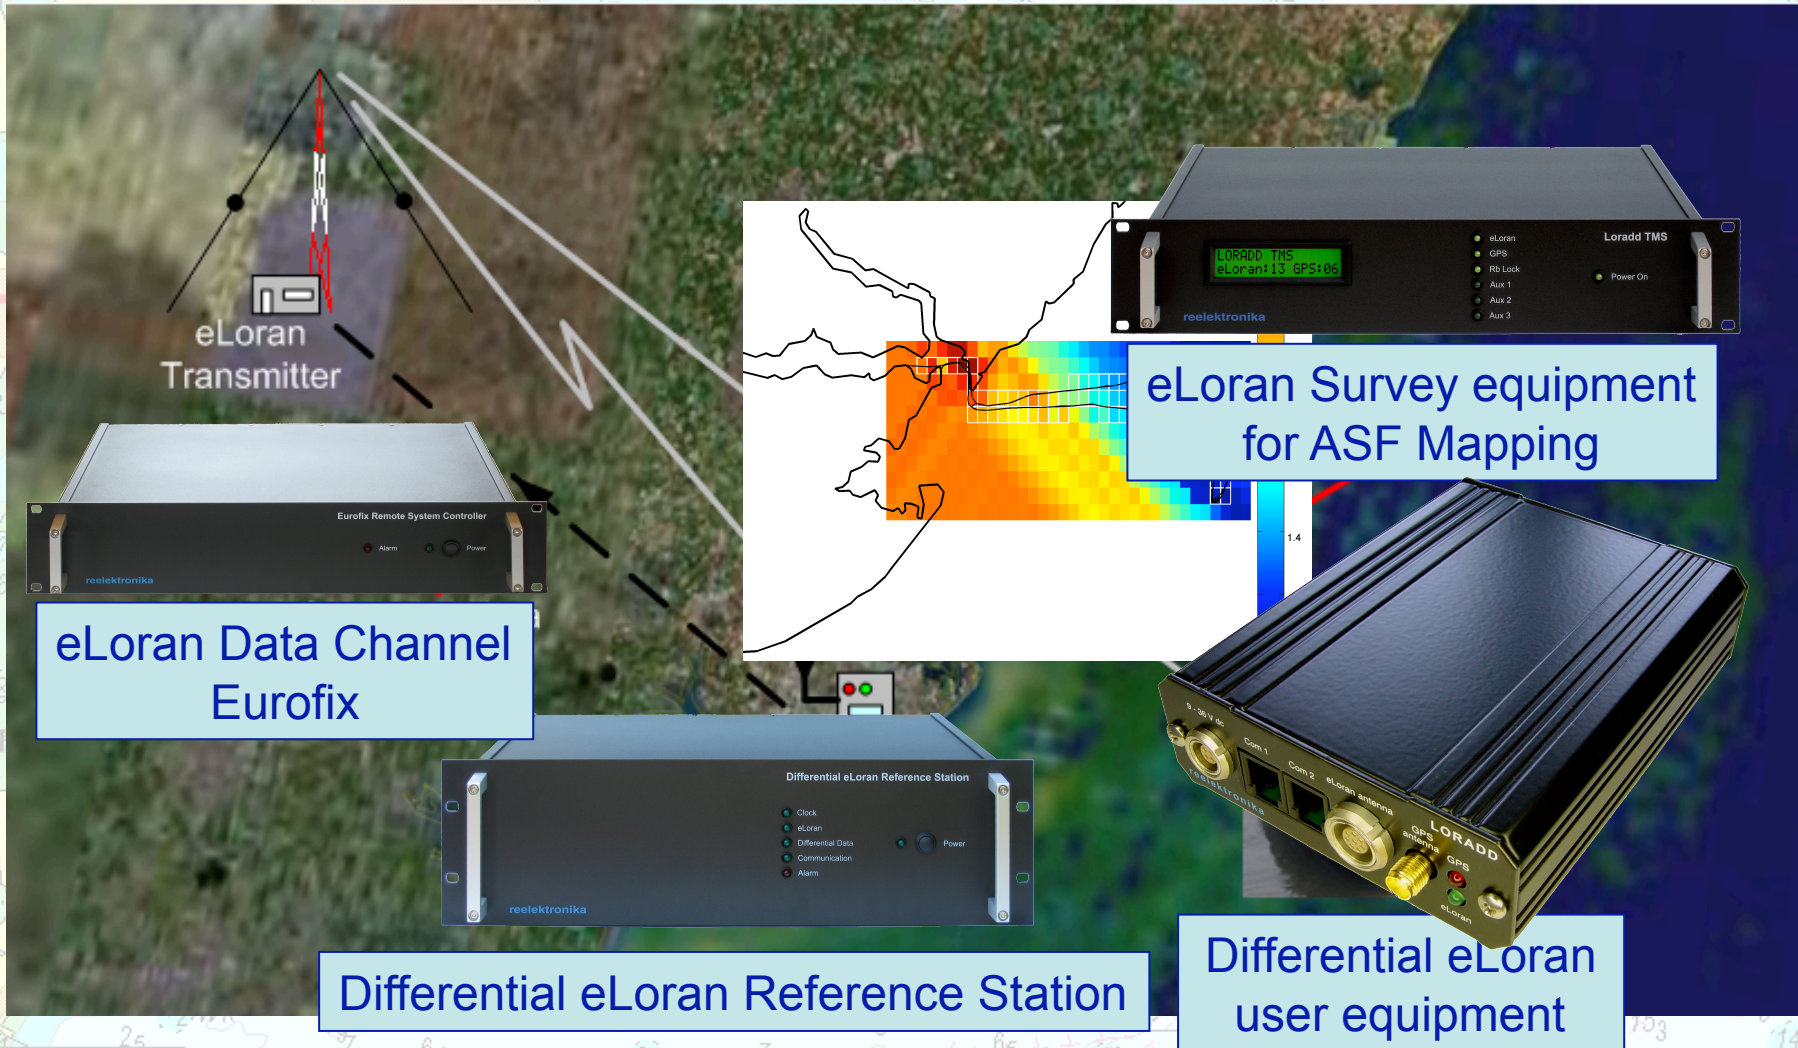 eLoran
Transmitter
LORADD TMS
eLoran:13 GPS:06
eLoran
GPS
Rb Lock
Aux 1
Aux 2
Aux 3
Loradd TMS
Power On
reelektronika
eLoran Survey equipment
for ASF Mapping
1.4
Eurofix Remote System Controller
Alarm
Power
reelektronika
eLoran Data Channel
Eurofix
Differential eLoran Reference Station
Clock
eLoran
Differential Data
Communication
Alarm
Power
reelektronika
Differential eLoran Reference Station
9 - 36 V dc
Com 1
Com 2
eLoran antenna
GPS
antenna
LORADD
GPS
eLoran
reelektronika
Differential eLoran
user equipment